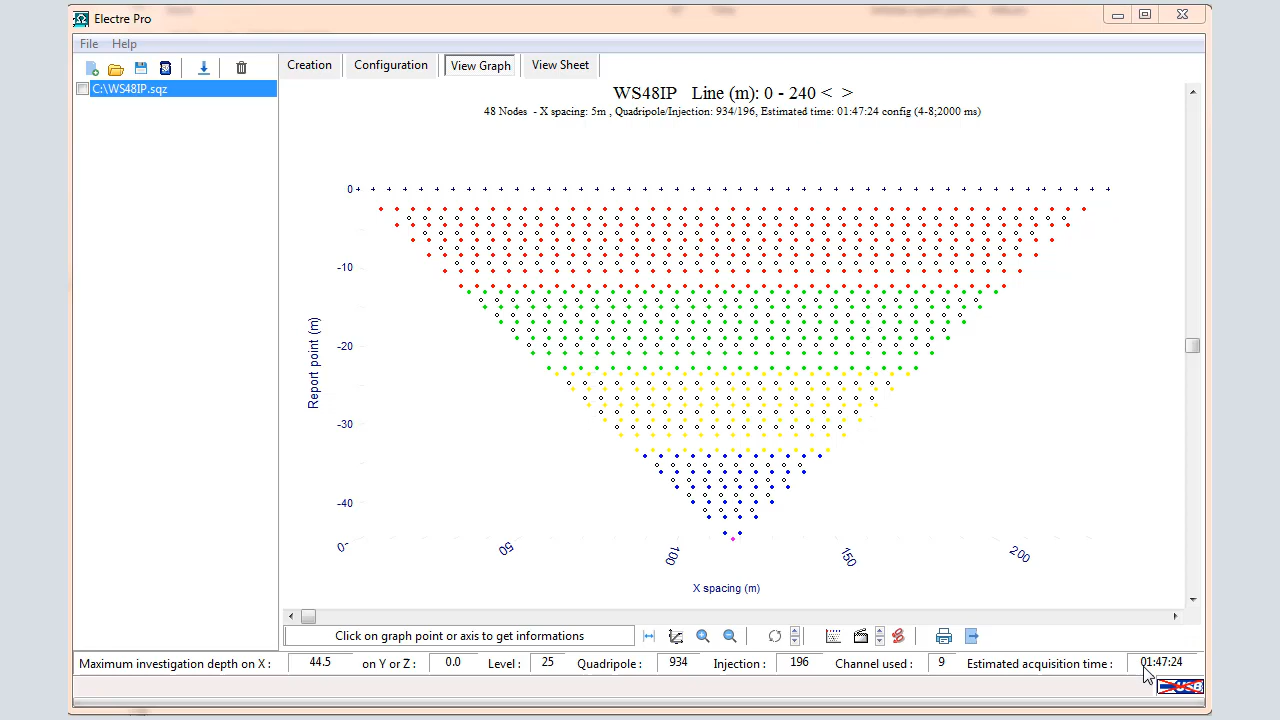 Electre Pro
File Help
Creation Configuration View Graph View Sheet
C:\WS48IP.sqz
WS48IP Line (m): 0 - 240 < >
48 Nodes - X spacing: 5m , Quadripole/Injection: 934/196, Estimated time: 01:47:24 config (4-8;2000 ms)
0
-10
-20
-30
-40
Report point (m)
0 50 100 150 200
X spacing (m)
Click on graph point or axis to get informations
Maximum investigation depth on X : 44.5 on Y or Z : 0.0 Level : 25 Quadripole : 934 Injection : 196 Channel used : 9 Estimated acquisition time : 01:47:24
USB